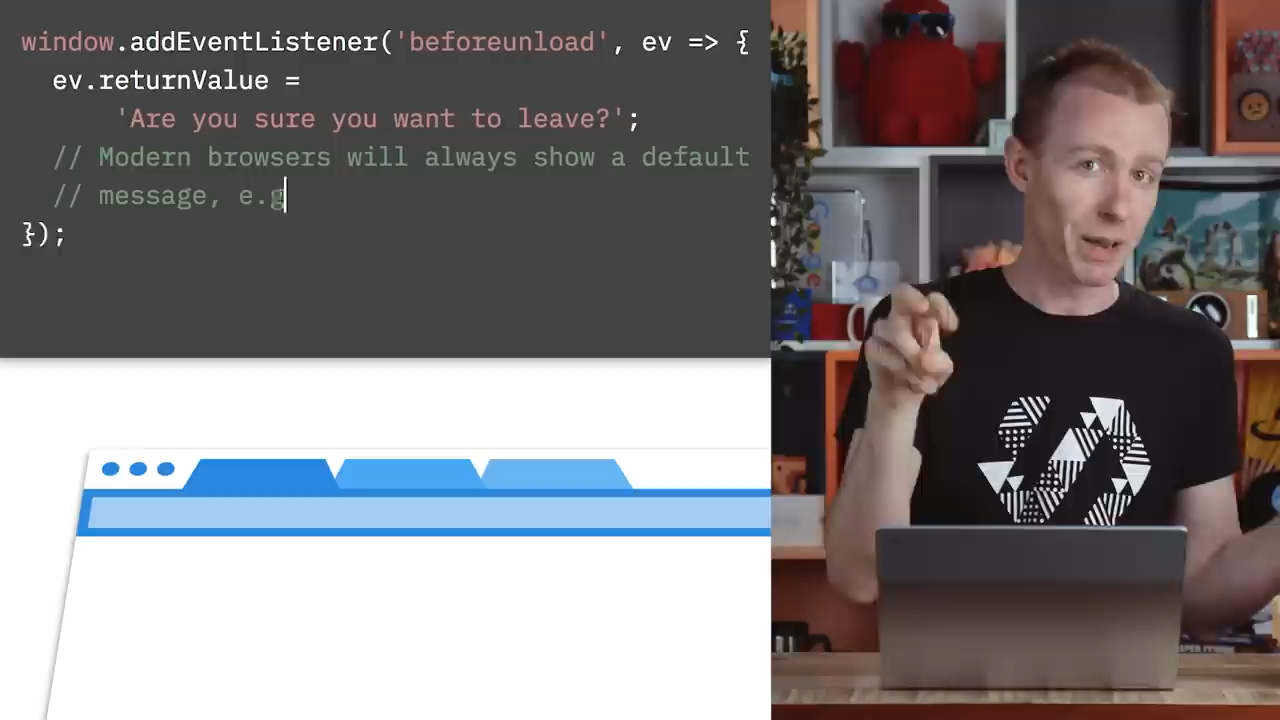 window.addEventListener('beforeunload', ev => {
ev.returnValue =
'Are you sure you want to leave?';
// Modern browsers will always show a default
// message, e.g
});